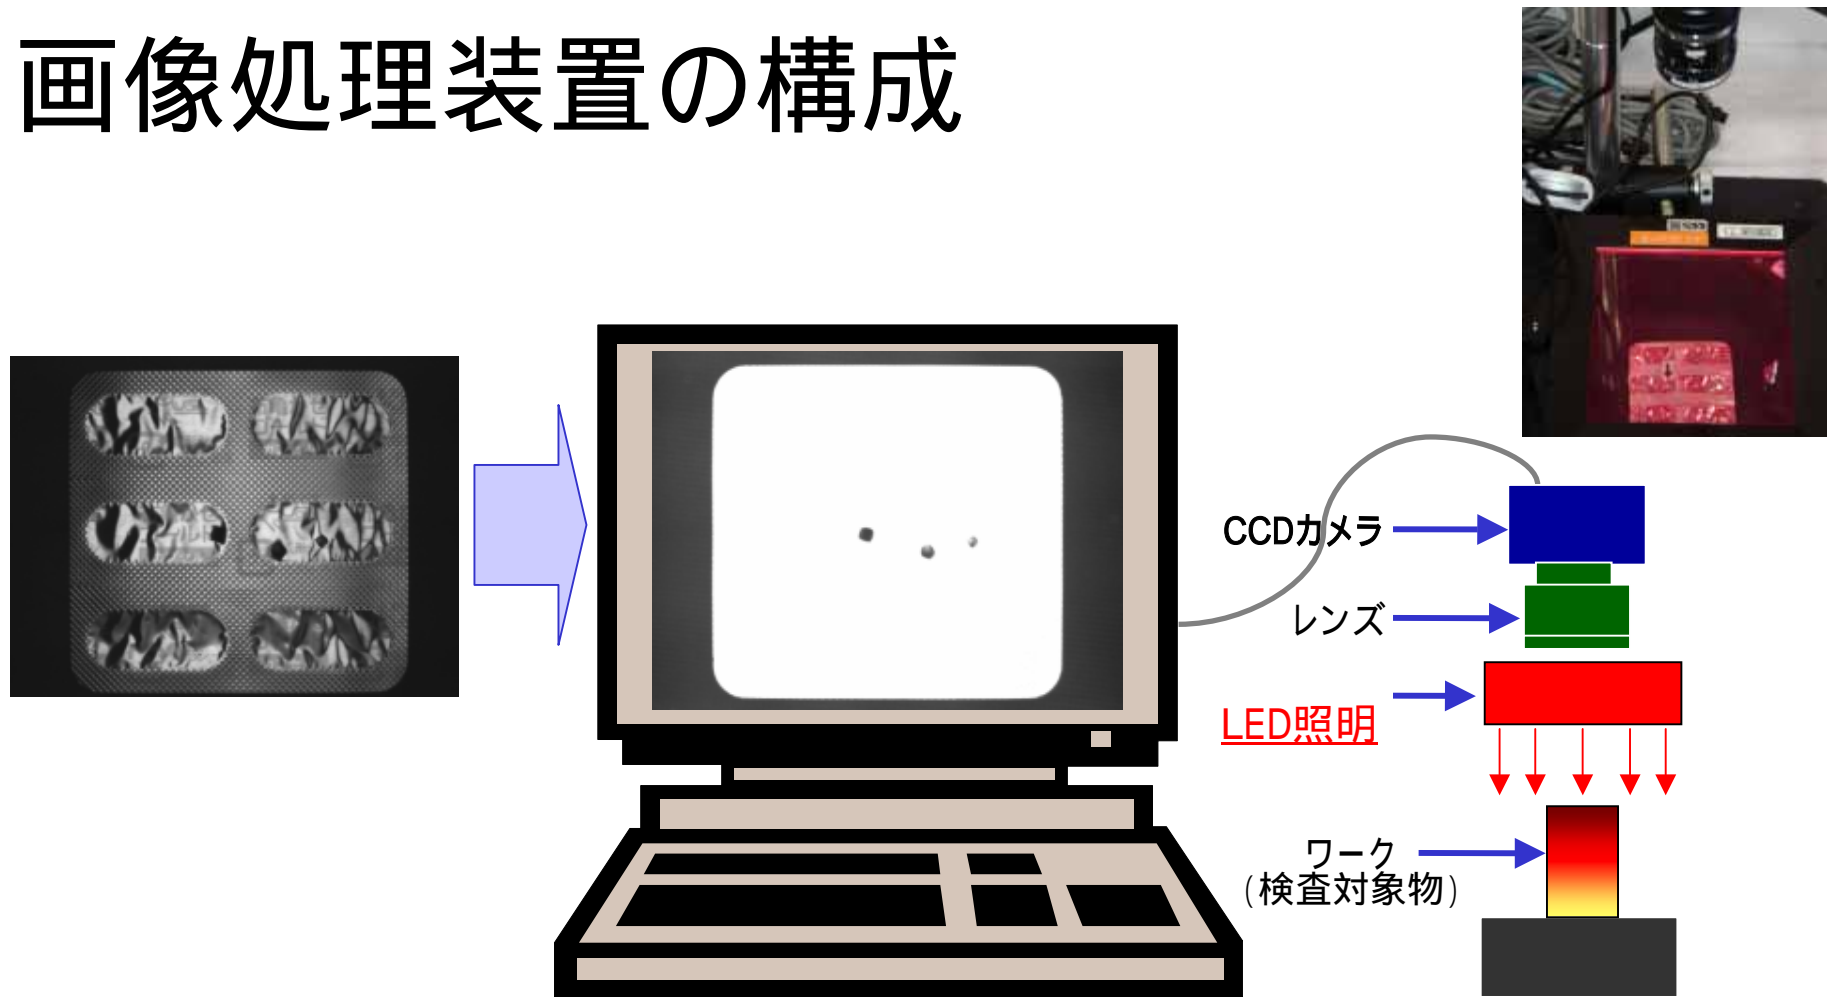 画像処理装置の構成
CCDカメラ
レンズ
LED照明
ワーク
(検査対象物)